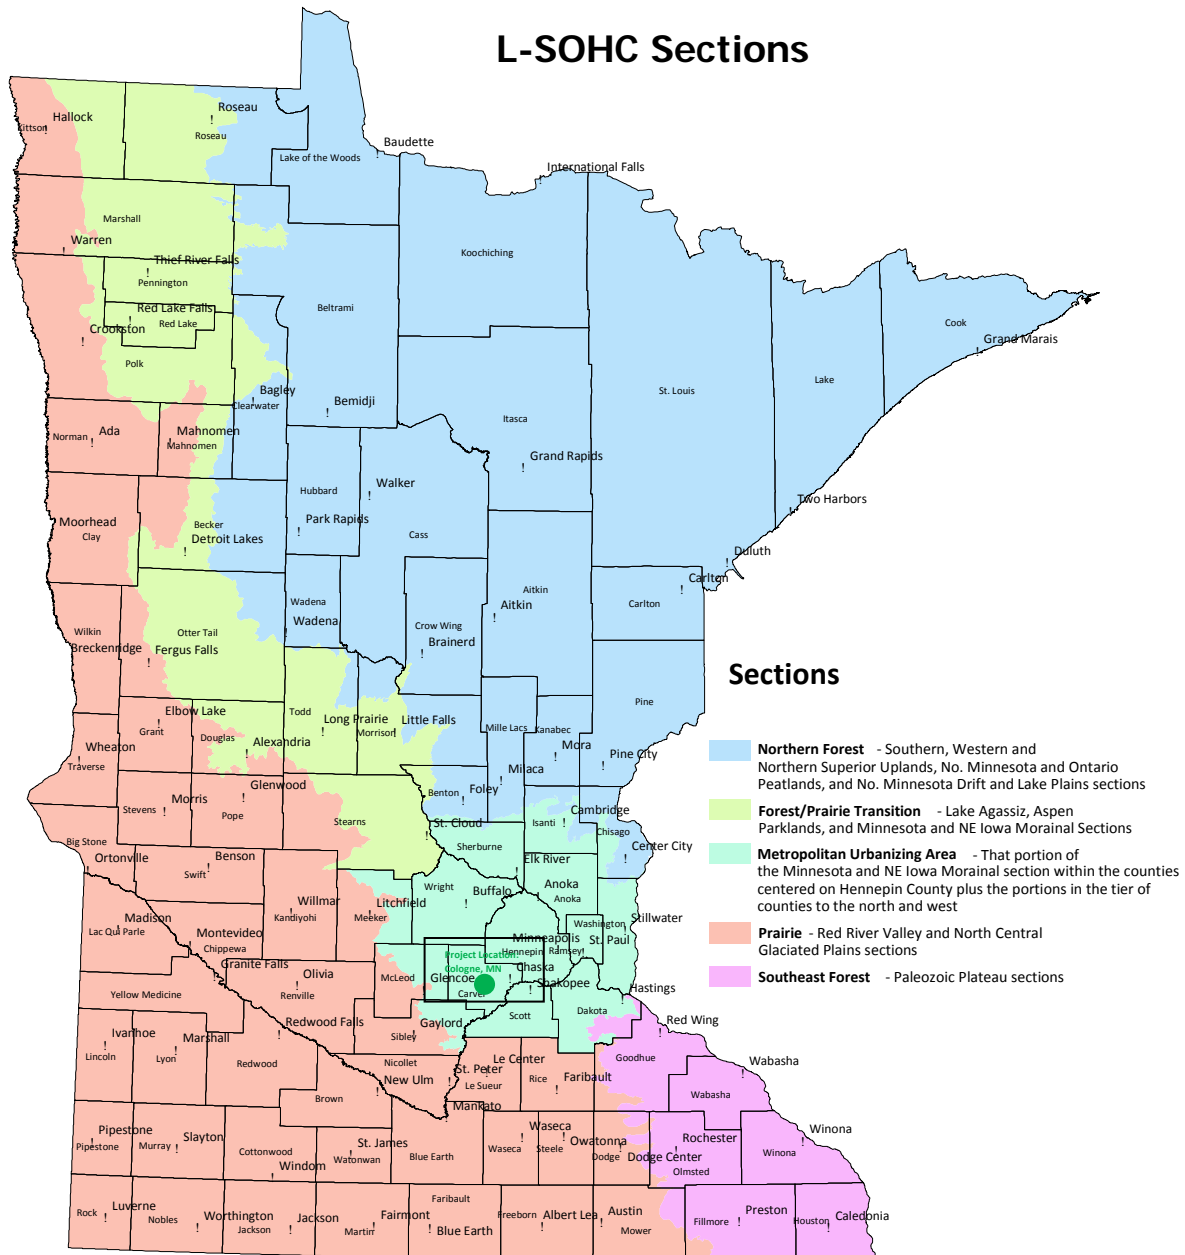 L-SOHC Sections
Roseau
Hallock
Kittson
Roseau
Baudette
Lake of the Woods
International Falls
Marshall
Warren
Koochiching
Thief River Falls
Pennington
Beltrami
Red Lake Falls
Red Lake
Crookston
Cook
Grand Marais
Polk
Lake
St. Louis
Bagley
Clearwater
Bemidji
Itasca
Ada
Norman
Mahnomen
Mahnomen
Grand Rapids
Walker
Hubbard
Two Harbors
Moorhead
Clay
Park Rapids
Becker
Detroit Lakes
Cass
Duluth
Carlton
Aitkin
Aitkin
Carlton
Wadena
Wadena
Crow Wing
Brainerd
Wilkin
Breckenridge
Otter Tail
Fergus Falls
Sections
Pine
Elbow Lake
Grant
Todd
Long Prairie
Morrison
Little Falls
Mille Lacs
Kanabec
Douglas
Alexandria
Mora
Pine City
Wheaton
Traverse
Milaca
Glenwood
Morris
Stevens
Pope
Benton
Foley
Cambridge
Isanti
Chisago
Center City
Stearns
St. Cloud
Sherburne
Elk River
Big Stone
Ortonville
Benson
Swift
Wright
Buffalo
Anoka
Anoka
Willmar
Kandiyohi
Litchfield
Meeker
Stillwater
Washington
Madison
Lac Qui Parle
Montevideo
Chippewa
Minneapolis
Hennepin
Ramsey
St. Paul
Project Location:
Cologne, MN
Granite Falls
Olivia
Renville
McLeod
Glencoe
Chaska
Carver
Shakopee
Hastings
Yellow Medicine
Scott
Dakota
Red Wing
Redwood Falls
Gaylord
Sibley
Ivanhoe
Lincoln
Marshall
Lyon
Redwood
Nicollet
New Ulm
St. Peter
Le Center
Le Sueur
Rice
Faribault
Goodhue
Wabasha
Wabasha
Brown
Mankato
Pipestone
Pipestone
Slayton
Murray
Cottonwood
Windom
St. James
Watonwan
Blue Earth
Waseca
Waseca
Steele
Owatonna
Dodge
Dodge Center
Rochester
Olmsted
Winona
Winona
Rock
Luverne
Nobles
Worthington
Jackson
Jackson
Fairmont
Martin
Faribault
Blue Earth
Freeborn
Albert Lea
Austin
Mower
Preston
Fillmore
Houston
Caledonia
Northern Forest - Southern, Western and
Northern Superior Uplands, No. Minnesota and Ontario
Peatlands, and No. Minnesota Drift and Lake Plains sections
Forest/Prairie Transition - Lake Agassiz, Aspen
Parklands, and Minnesota and NE Iowa Morainal Sections
Metropolitan Urbanizing Area - That portion of
the Minnesota and NE Iowa Morainal section within the counties
centered on Hennepin County plus the portions in the tier of
counties to the north and west
Prairie - Red River Valley and North Central
Glaciated Plains sections
Southeast Forest - Paleozoic Plateau sections